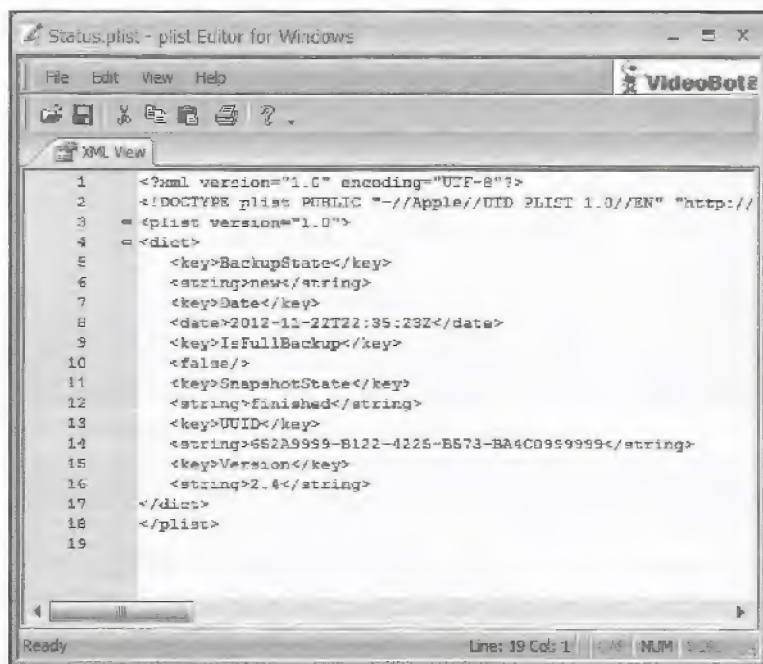 Status.plist - plist Editor for Windows
File Edit View Help
VideoBot
XML View
1 <?xml version="1.0" encoding="UTF-8"?>
2 <!DOCTYPE plist PUBLIC "-//Apple//DTD PLIST 1.0//EN" "http://
3 <plist version="1.0">
4 <dict>
5 <key>BackupState</key>
6 <string>new</string>
7 <key>Date</key>
8 <date>2012-11-22T22:35:23Z</date>
9 <key>IsFullBackup</key>
10 <false/>
11 <key>SnapshotState</key>
12 <string>finished</string>
13 <key>UUID</key>
14 <string>652A9999-B122-4225-B573-BA4C0999999</string>
15 <key>Version</key>
16 <string>2.4</string>
17 </dict>
18 </plist>
19
Ready Line: 19 Col: 1 CAP NUM